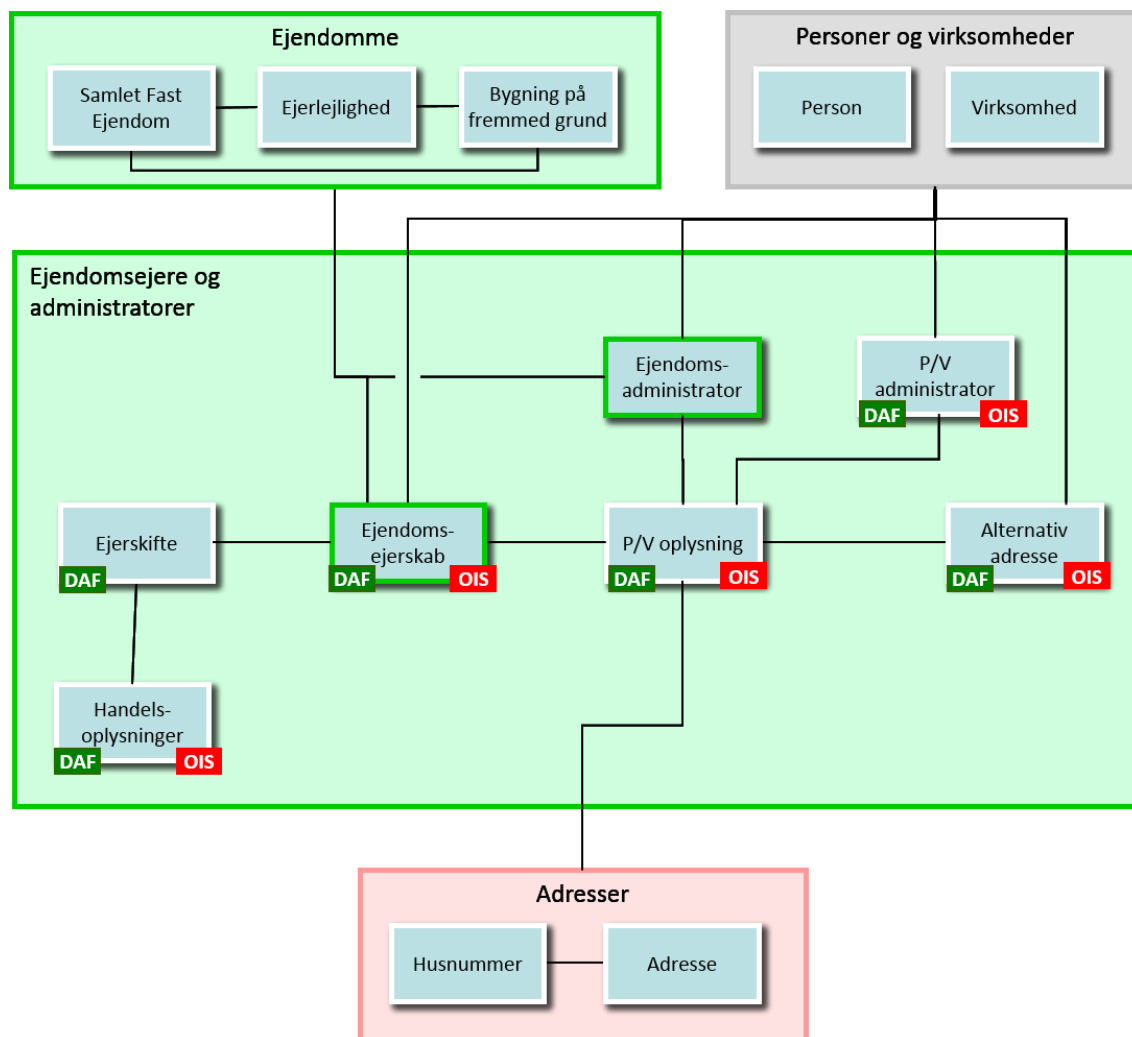 Ejendomme
Samlet Fast
Ejendom
Ejerlejlighed
Bygning på
fremmed grund
Personer og virksomheder
Person
Virksomhed
Ejendomsejere og
administratorer
Ejendoms-
administrator
P/V
administrator
DAF
OIS
Ejerskifte
DAF
Ejendoms-
ejerskab
DAF
OIS
P/V oplysning
DAF
OIS
Alternativ
adresse
DAF
OIS
Handels-
oplysninger
DAF
OIS
Adresser
Husnummer
Adresse